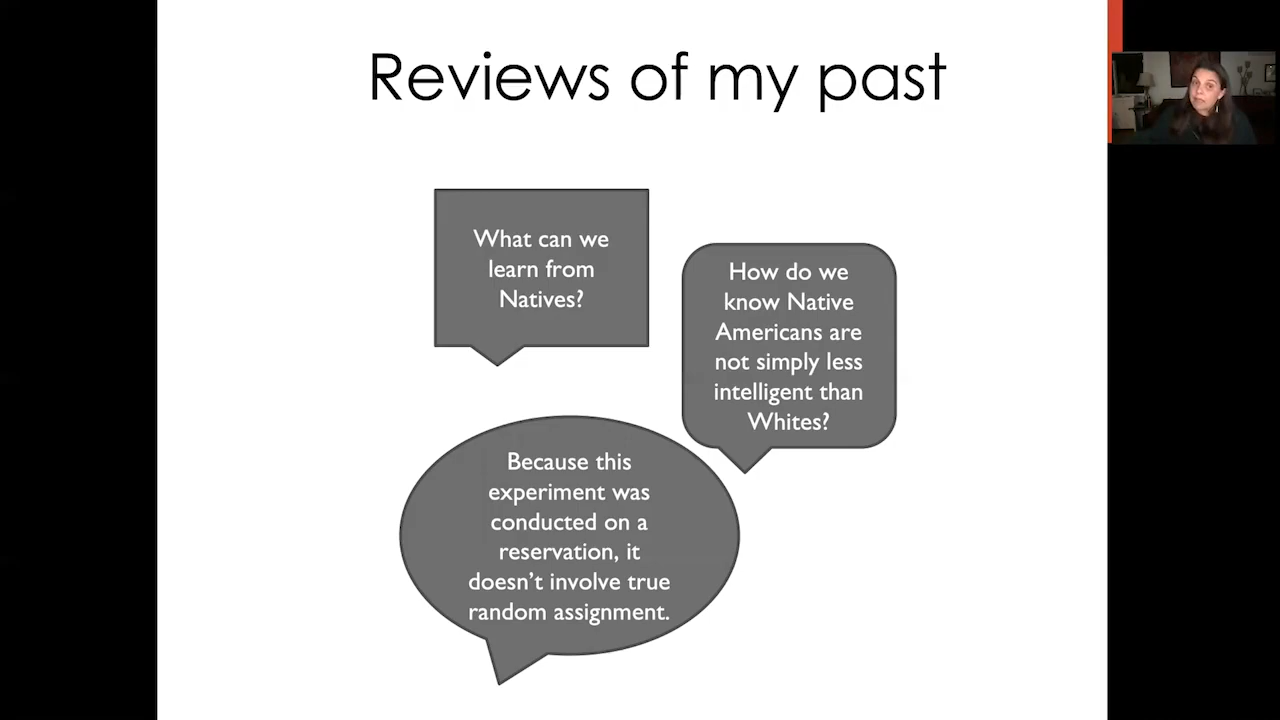 Reviews of my past
What can we
learn from
Natives?
How do we
know Native
Americans are
not simply less
intelligent than
Whites?
Because this
experiment was
conducted on a
reservation, it
doesn't involve true
random assignment.